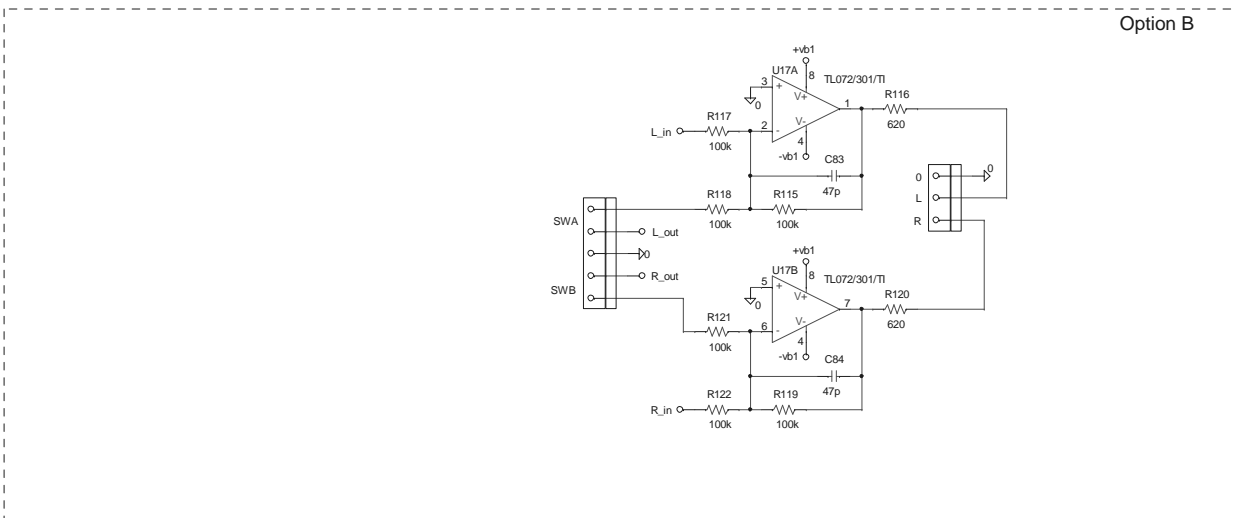 Option B
+vb1
U17A
TL072/301/TI
8
3
+
V+
0
1
R116
620
R117
L_in
100k
2
-
V-
4
-vb1
C83
47p
R118
R115
100k
100k
0
0
L
R
SWA
L_out
0
R_out
SWB
+vb1
U17B
TL072/301/TI
8
5
+
V+
0
7
R120
620
R121
100k
6
-
V-
4
-vb1
C84
47p
R122
R119
R_in
100k
100k